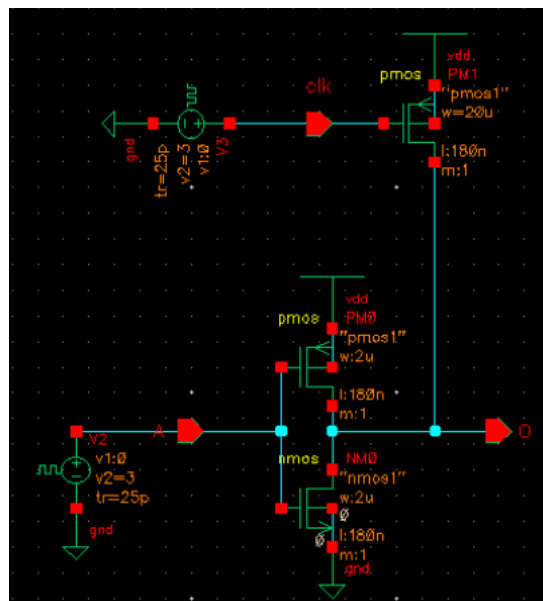 vdd
pmos
PM1
"pmos1"
w=20u
l:180n
m:1
clk
V3
v1:0
v2=3
tr=25p
gnd
vdd
pmos
PM0
"pmos1"
w:2u
l:180n
m:1
V2
A
O
v1:0
v2=3
tr=25p
gnd
nmos
NM0
"nmos1"
w:2u
0
l:180n
0
m:1
gnd